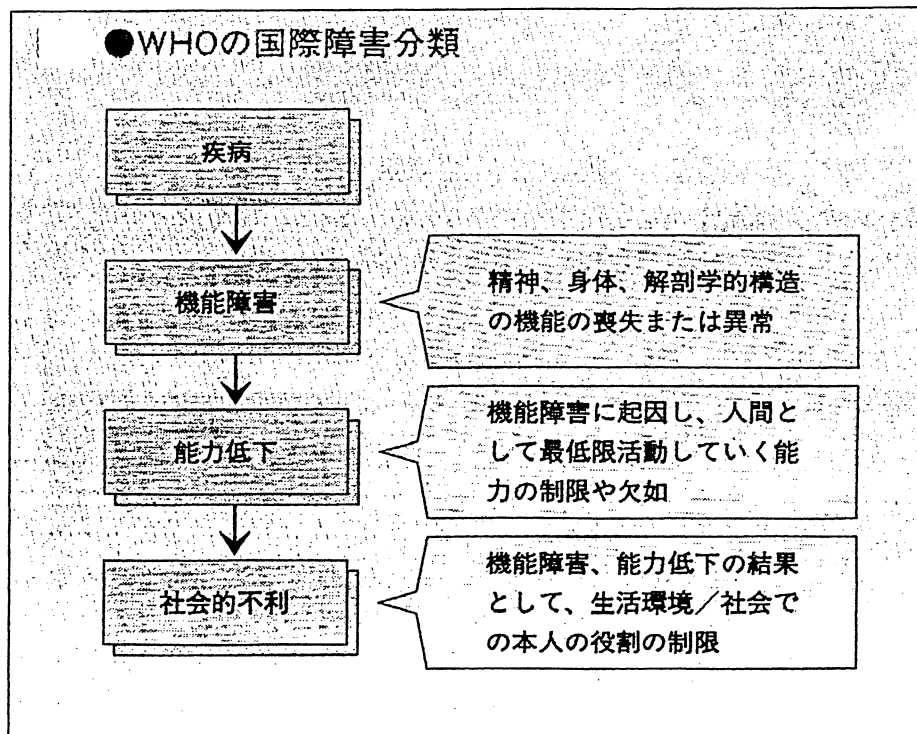 ●WHOの国際障害分類
疾病
機能障害
精神、身体、解剖学的構造
の機能の喪失または異常
能力低下
機能障害に起因し、人間と
して最低限活動していく能
力の制限や欠如
社会的不利
機能障害、能力低下の結果
として、生活環境／社会で
の本人の役割の制限